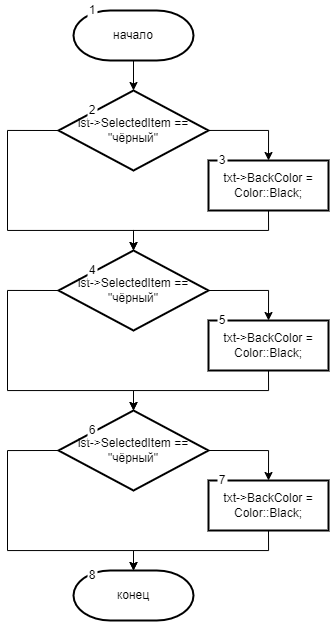 1
начало
2
lst->SelectedItem ==
"чёрный"
3
txt->BackColor =
Color::Black;
4
lst->SelectedItem ==
"чёрный"
5
txt->BackColor =
Color::Black;
6
lst->SelectedItem ==
"чёрный"
7
txt->BackColor =
Color::Black;
8
конец